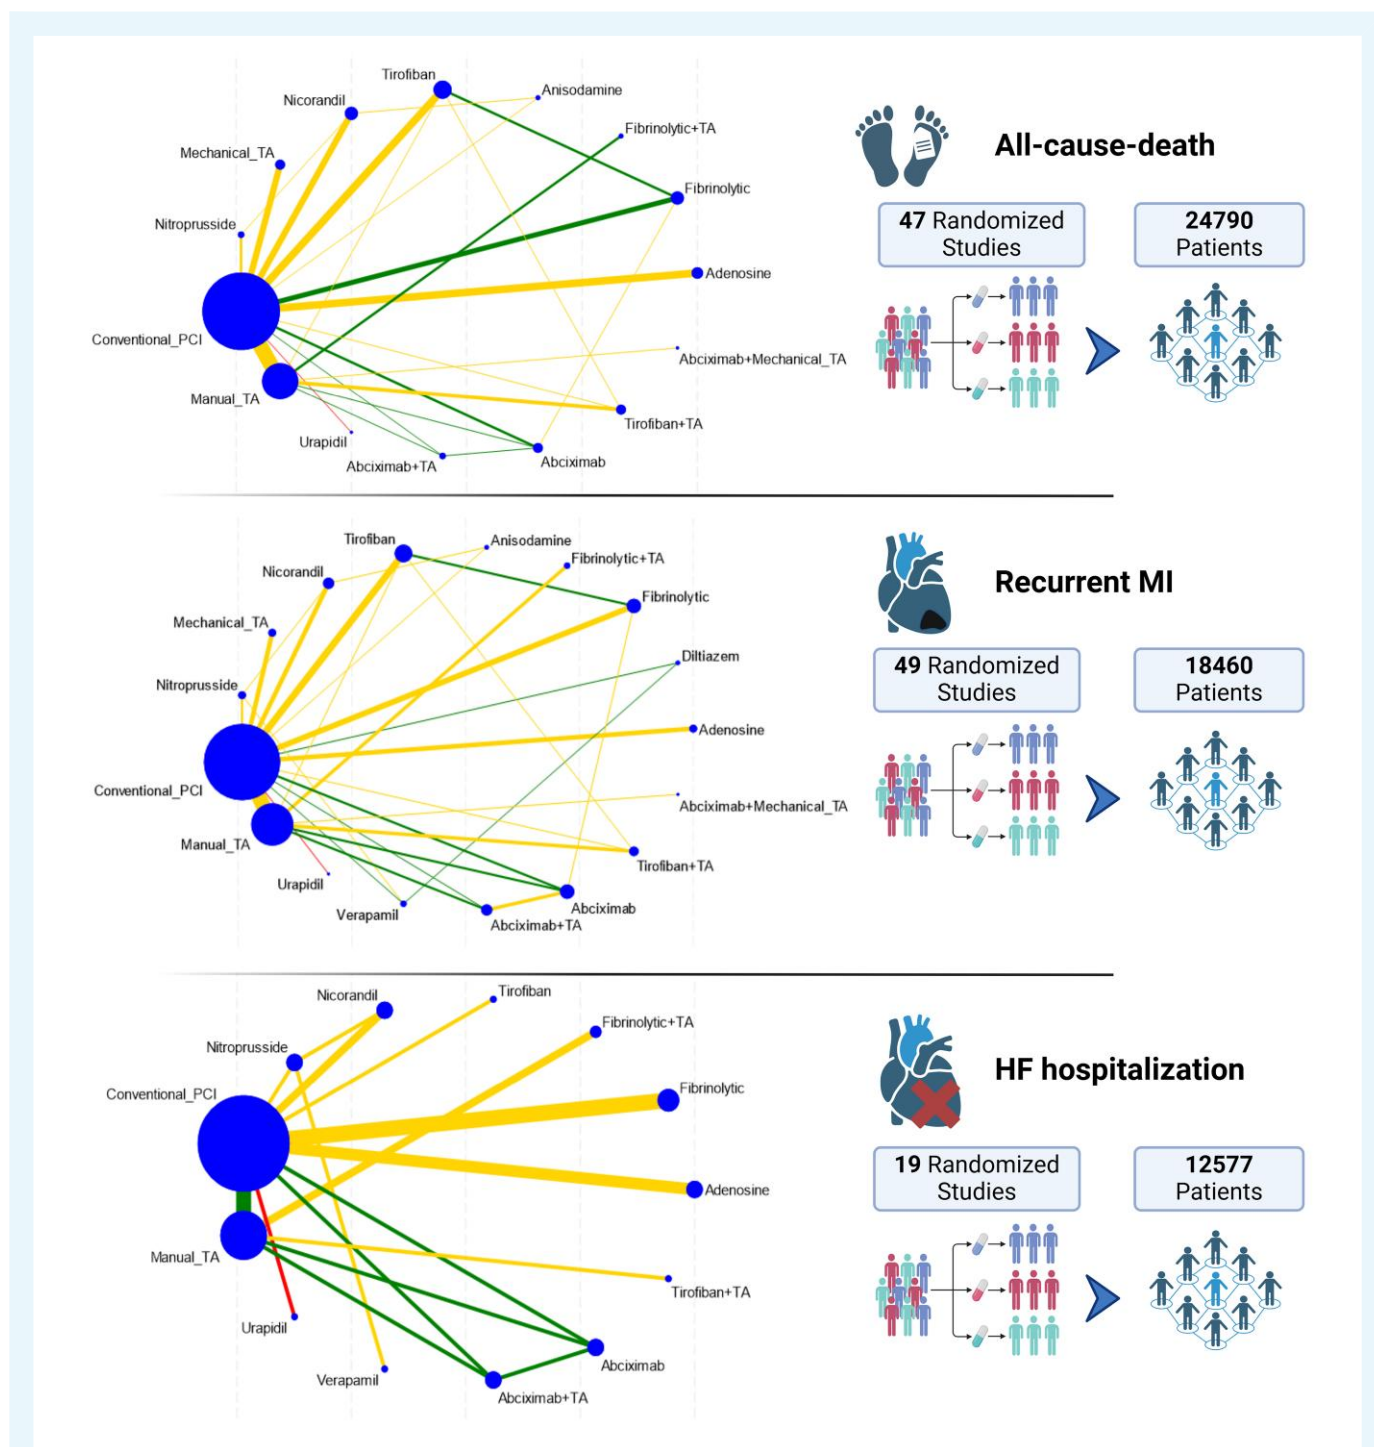 Tirofiban
Anisodamine
Nicorandil
Fibrinolytic+TA
Mechanical_TA
Fibrinolytic
Nitroprusside
Adenosine
Conventional_PCI
Abciximab+Mechanical_TA
Manual_TA
Tirofiban+TA
Urapidil
Abciximab+TA
Abciximab
All-cause-death
47 Randomized
Studies
24790
Patients
Tirofiban
Anisodamine
Fibrinolytic+TA
Nicorandil
Fibrinolytic
Mechanical_TA
Diltiazem
Nitroprusside
Adenosine
Conventional_PCI
Abciximab+Mechanical_TA
Manual_TA
Tirofiban+TA
Urapidil
Verapamil
Abciximab
Abciximab+TA
Recurrent MI
49 Randomized
Studies
18460
Patients
Nicorandil
Tirofiban
Fibrinolytic+TA
Nitroprusside
Fibrinolytic
Conventional_PCI
Adenosine
Manual_TA
Tirofiban+TA
Urapidil
Abciximab
Verapamil
Abciximab+TA
HF hospitalization
19 Randomized
Studies
12577
Patients